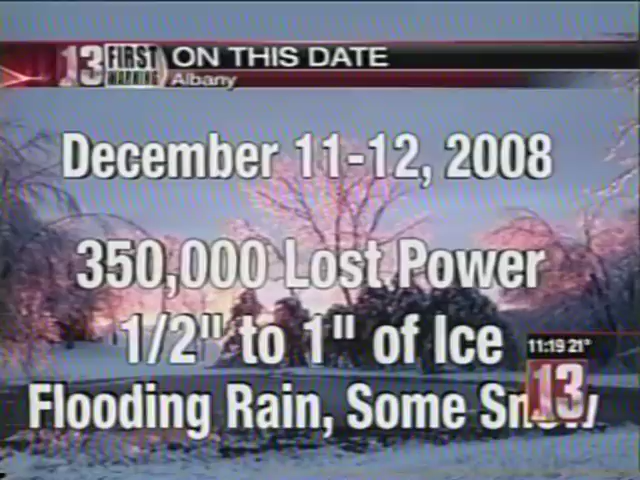 13 FIRST WARNING ON THIS DATE
Albany
December 11-12, 2008
350,000 Lost Power
1/2" to 1" of Ice
11:19 21°
13
Flooding Rain, Some Snow